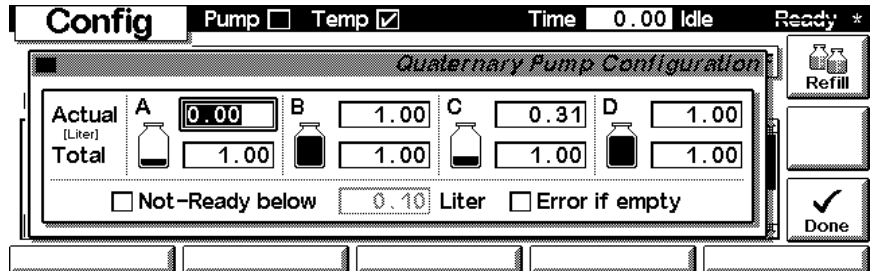 Config Pump Temp Time 0.00 Idle Ready *
Quaternary Pump Configuration
Refill
Actual A 0.00 B 1.00 C 0.31 D 1.00
[Liter]
Total 1.00 1.00 1.00 1.00
Not-Ready below 0.10 Liter Error if empty
Done